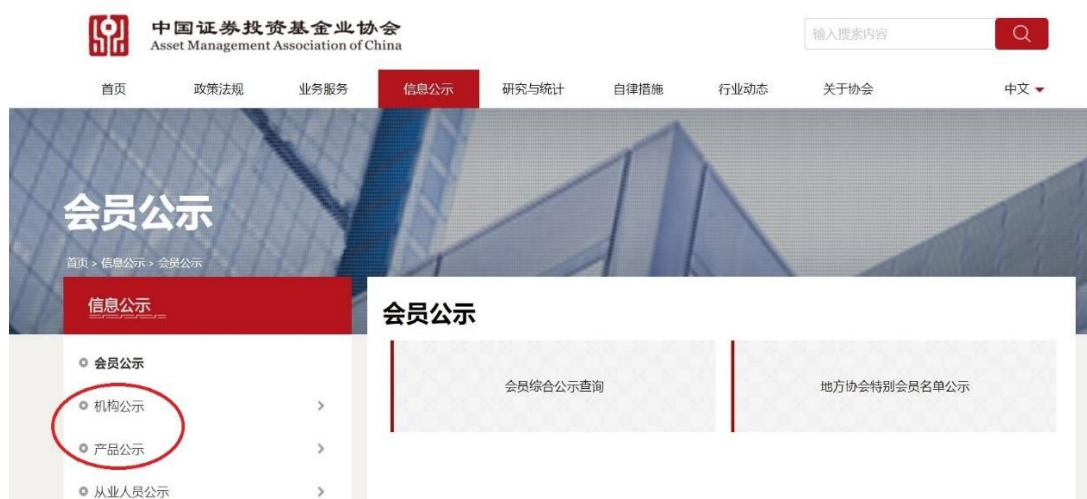 中国证券投资基金业协会
Asset Management Association of China
输入搜索内容
首页 政策法规 业务服务 信息公示 研究与统计 自律措施 行业动态 关于协会 中文
会员公示
首页 > 信息公示 > 会员公示
信息公示
会员公示
机构公示
产品公示
从业人员公示
会员公示
会员综合公示查询 地方协会特别会员名单公示